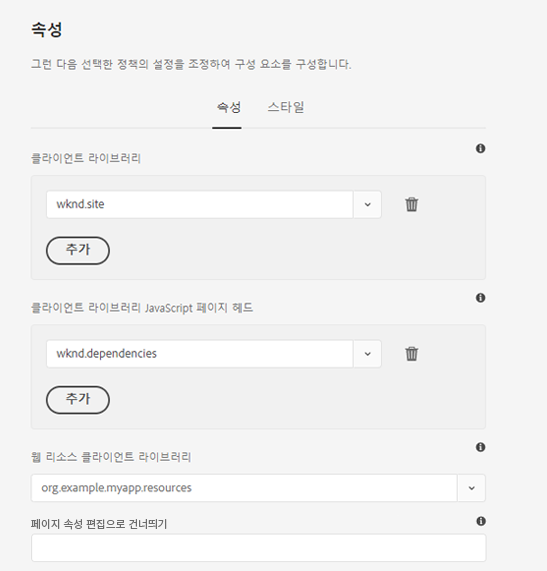 속성
그런 다음 선택한 정책의 설정을 조정하여 구성 요소를 구성합니다.
속성 스타일
클라이언트 라이브러리
wknd.site
추가
클라이언트 라이브러리 JavaScript 페이지 헤드
wknd.dependencies
추가
웹 리소스 클라이언트 라이브러리
org.example.myapp.resources
페이지 속성 편집으로 건너띄기